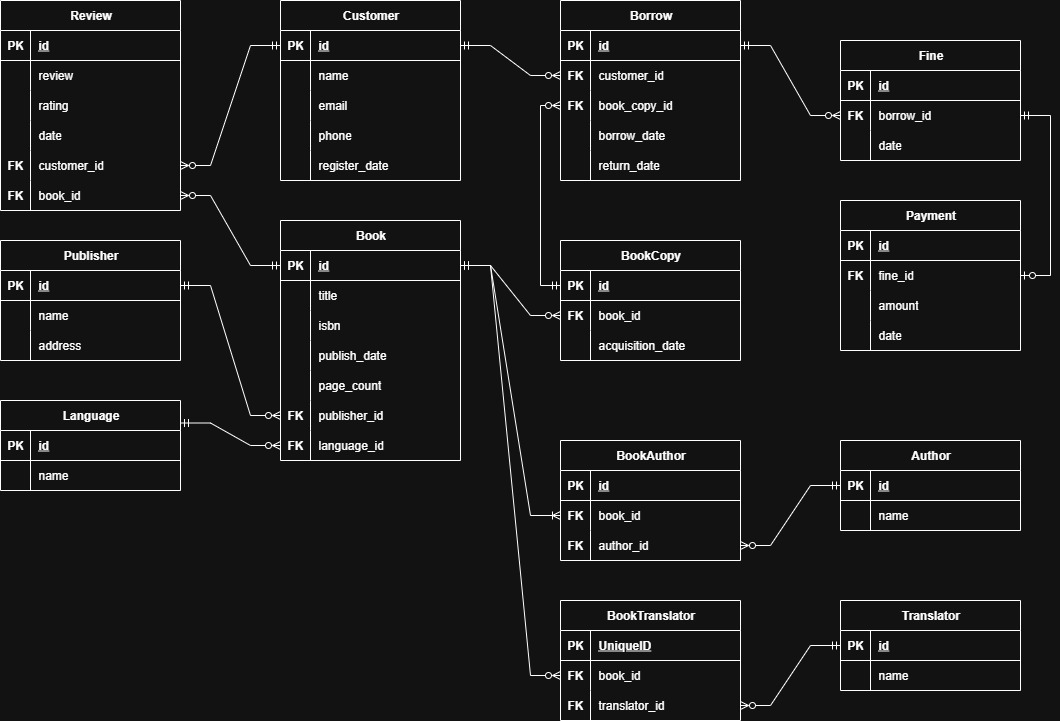 Review
PK id
review
rating
date
FK customer_id
FK book_id
Customer
PK id
name
email
phone
register_date
Borrow
PK id
FK customer_id
FK book_copy_id
borrow_date
return_date
Fine
PK id
FK borrow_id
date
Publisher
PK id
name
address
Book
PK id
title
isbn
publish_date
page_count
FK publisher_id
FK language_id
BookCopy
PK id
FK book_id
acquisition_date
Payment
PK id
FK fine_id
amount
date
Language
PK id
name
BookAuthor
PK id
FK book_id
FK author_id
Author
PK id
name
BookTranslator
PK UniqueID
FK book_id
FK translator_id
Translator
PK id
name